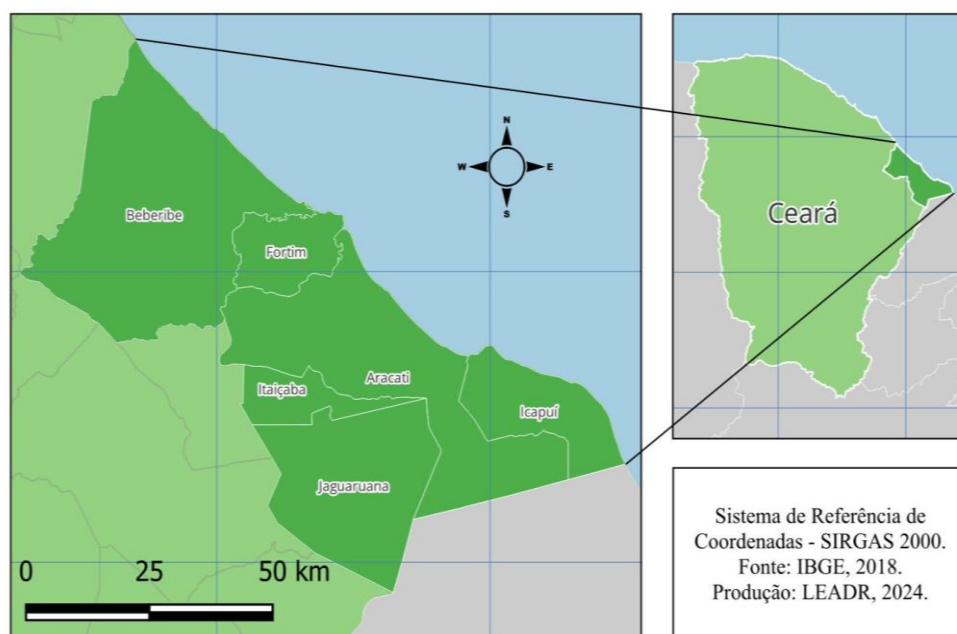 N
W E
S
Beberibe
Fortim
Itaiçaba
Aracati
Icapuí
Jaguaruana
0 25 50 km
Ceará
Sistema de Referência de
Coordenadas - SIRGAS 2000.
Fonte: IBGE, 2018.
Produção: LEADR, 2024.